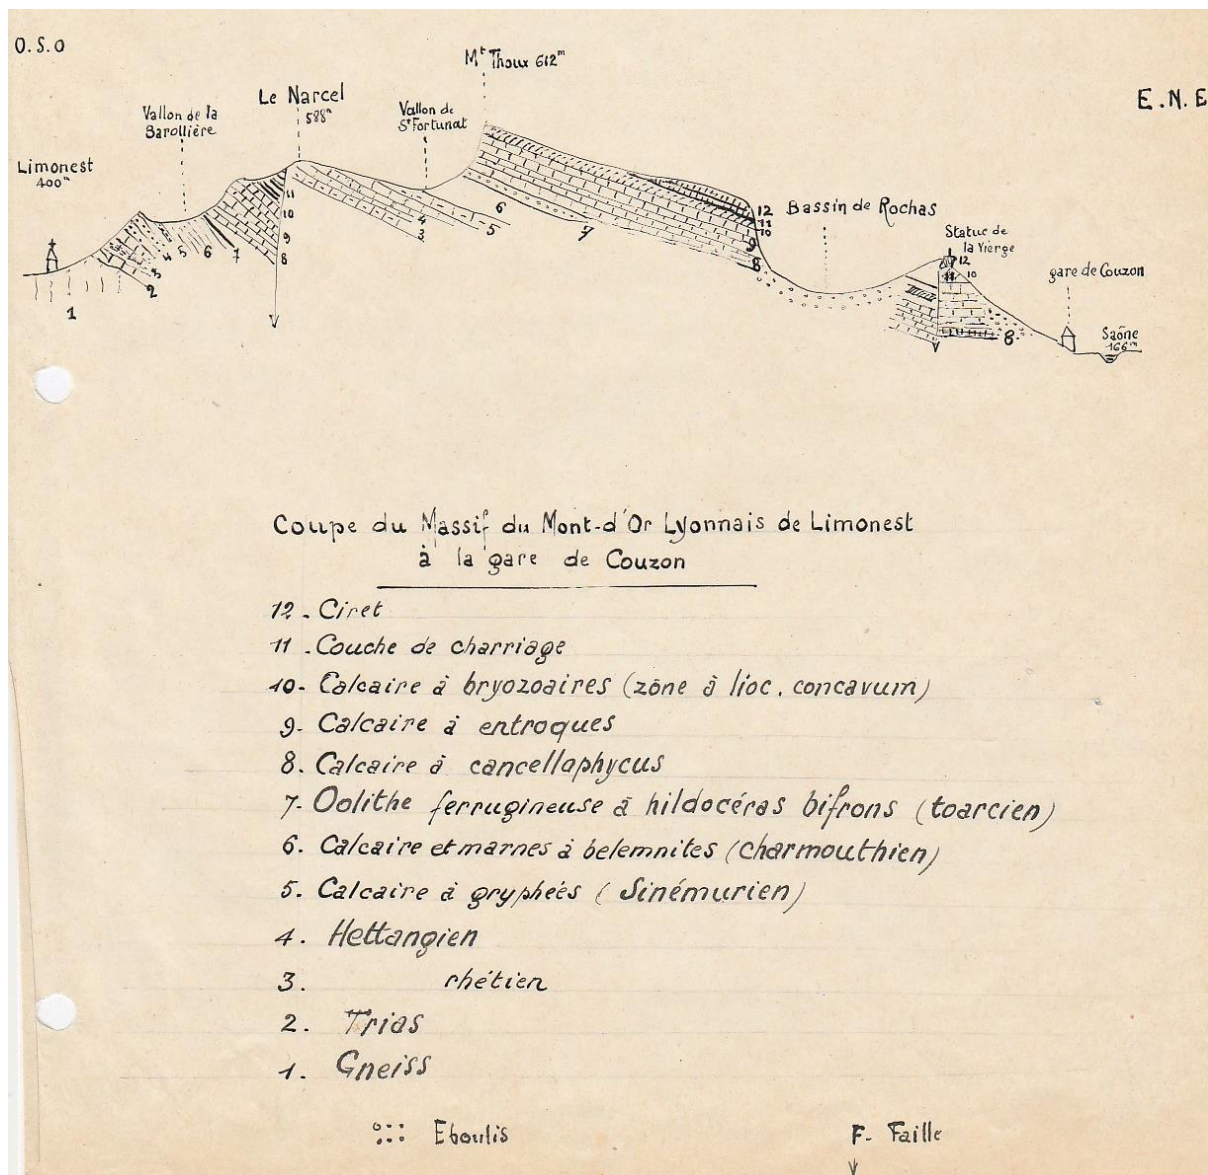 O.S.O
Mt Thoux 612m
E.N.E
Le Narcel
588m
Vallon de la
Barollière
Vallon de
St Fortunat
Limonest
400m
Bassin de Rochas
Statue de
la Vierge
gare de Couzon
Saône
166m
1
2
3
4
5
6
7
11
10
9
8
4
3
6
5
7
12
11
10
9
8
12
11
10
8
Coupe du Massif du Mont-d'Or Lyonnais de Limonest
à la gare de Couzon
12. Ciret
11. Couche de charriage
10- Calcaire à bryozoaires (zône à lioc. concavum)
9- Calcaire à entroques
8. Calcaire à cancellophycus
7- Oolithe ferrugineuse à hildocéras bifrons (toarcien)
6. Calcaire et marnes à belemnites (charmouthien)
5. Calcaire à gryphées (Sinémurien)
4. Hettangien
3. rhétien
2. Trias
1. Gneiss
Eboulis
F- Faille